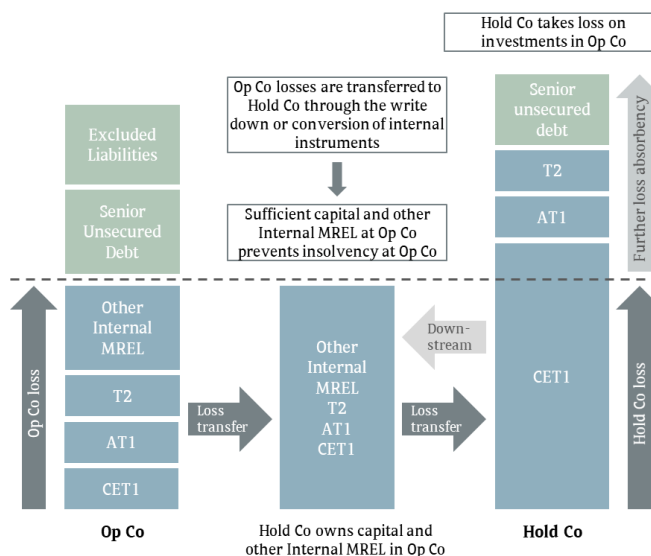 Hold Co takes loss on
investments in Op Co
Op Co losses are transferred to
Hold Co through the write
down or conversion of internal
instruments
Sufficient capital and other
Internal MREL at Op Co
prevents insolvency at Op Co
Excluded
Liabilities
Senior
Unsecured
Debt
Other
Internal
MREL
T2
AT1
CET1
Op Co
Op Co loss
Loss
transfer
Other
Internal
MREL
T2
AT1
CET1
Hold Co owns capital and
other Internal MREL in Op Co
Down-
stream
Loss
transfer
Senior
unsecured
debt
T2
AT1
CET1
Hold Co
Further loss absorbency
Hold Co loss